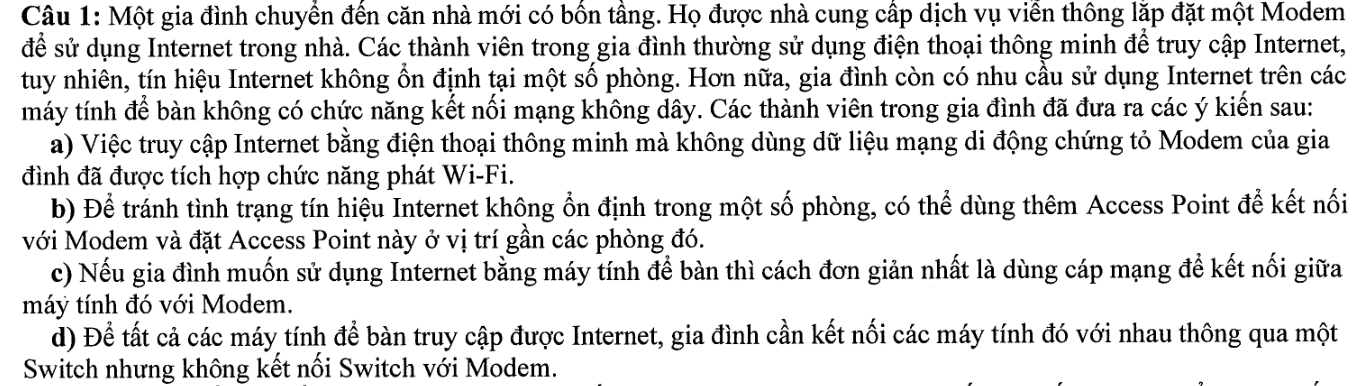 Câu 1: Một gia đình chuyển đến căn nhà mới có bốn tầng. Họ được nhà cung cấp dịch vụ viễn thông lắp đặt một Modem
để sử dụng Internet trong nhà. Các thành viên trong gia đình thường sử dụng điện thoại thông minh để truy cập Internet,
tuy nhiên, tín hiệu Internet không ổn định tại một số phòng. Hơn nữa, gia đình còn có nhu cầu sử dụng Internet trên các
máy tính để bàn không có chức năng kết nối mạng không dây. Các thành viên trong gia đình đã đưa ra các ý kiến sau:
a) Việc truy cập Internet bằng điện thoại thông minh mà không dùng dữ liệu mạng di động chứng tỏ Modem của gia
đình đã được tích hợp chức năng phát Wi-Fi.
b) Để tránh tình trạng tín hiệu Internet không ổn định trong một số phòng, có thể dùng thêm Access Point để kết nối
với Modem và đặt Access Point này ở vị trí gần các phòng đó.
c) Nếu gia đình muốn sử dụng Internet bằng máy tính để bàn thì cách đơn giản nhất là dùng cáp mạng để kết nối giữa
máy tính đó với Modem.
d) Để tất cả các máy tính để bàn truy cập được Internet, gia đình cần kết nối các máy tính đó với nhau thông qua một
Switch nhưng không kết nối Switch với Modem.